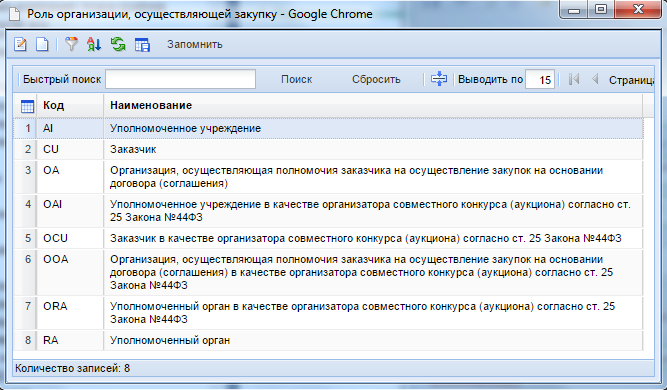 Роль организации, осуществляющей закупку - Google Chrome
Запомнить
Быстрый поиск Поиск Сбросить Выводить по 15 Страница
Код Наименование
1 AI Уполномоченное учреждение
2 CU Заказчик
3 OA Организация, осуществляющая полномочия заказчика на осуществление закупок на основании
договора (соглашения)
4 OAI Уполномоченное учреждение в качестве организатора совместного конкурса (аукциона) согласно ст.
25 Закона №44ФЗ
5 OCU Заказчик в качестве организатора совместного конкурса (аукциона) согласно ст. 25 Закона №44ФЗ
6 OOA Организация, осуществляющая полномочия заказчика на осуществление закупок на основании
договора (соглашения) в качестве организатора совместного конкурса (аукциона) согласно ст. 25
Закона №44ФЗ
7 ORA Уполномоченный орган в качестве организатора совместного конкурса (аукциона) согласно ст. 25
Закона №44ФЗ
8 RA Уполномоченный орган
Количество записей: 8